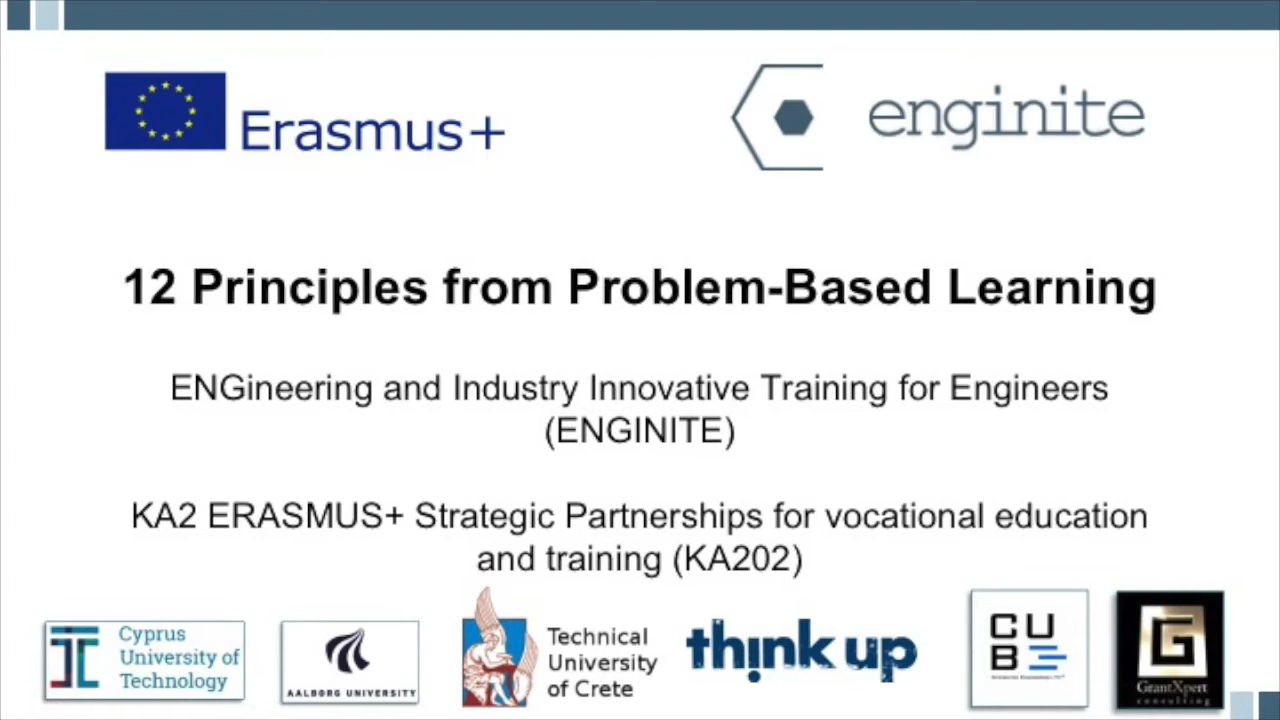 Erasmus+
enginite
12 Principles from Problem-Based Learning
ENGineering and Industry Innovative Training for Engineers
(ENGINITE)
KA2 ERASMUS+ Strategic Partnerships for vocational education
and training (KA202)
Cyprus
University of
Technology
AALBORG UNIVERSITY
Technical
University
of Crete
think up
CU
B
G
GrantXpert
consulting